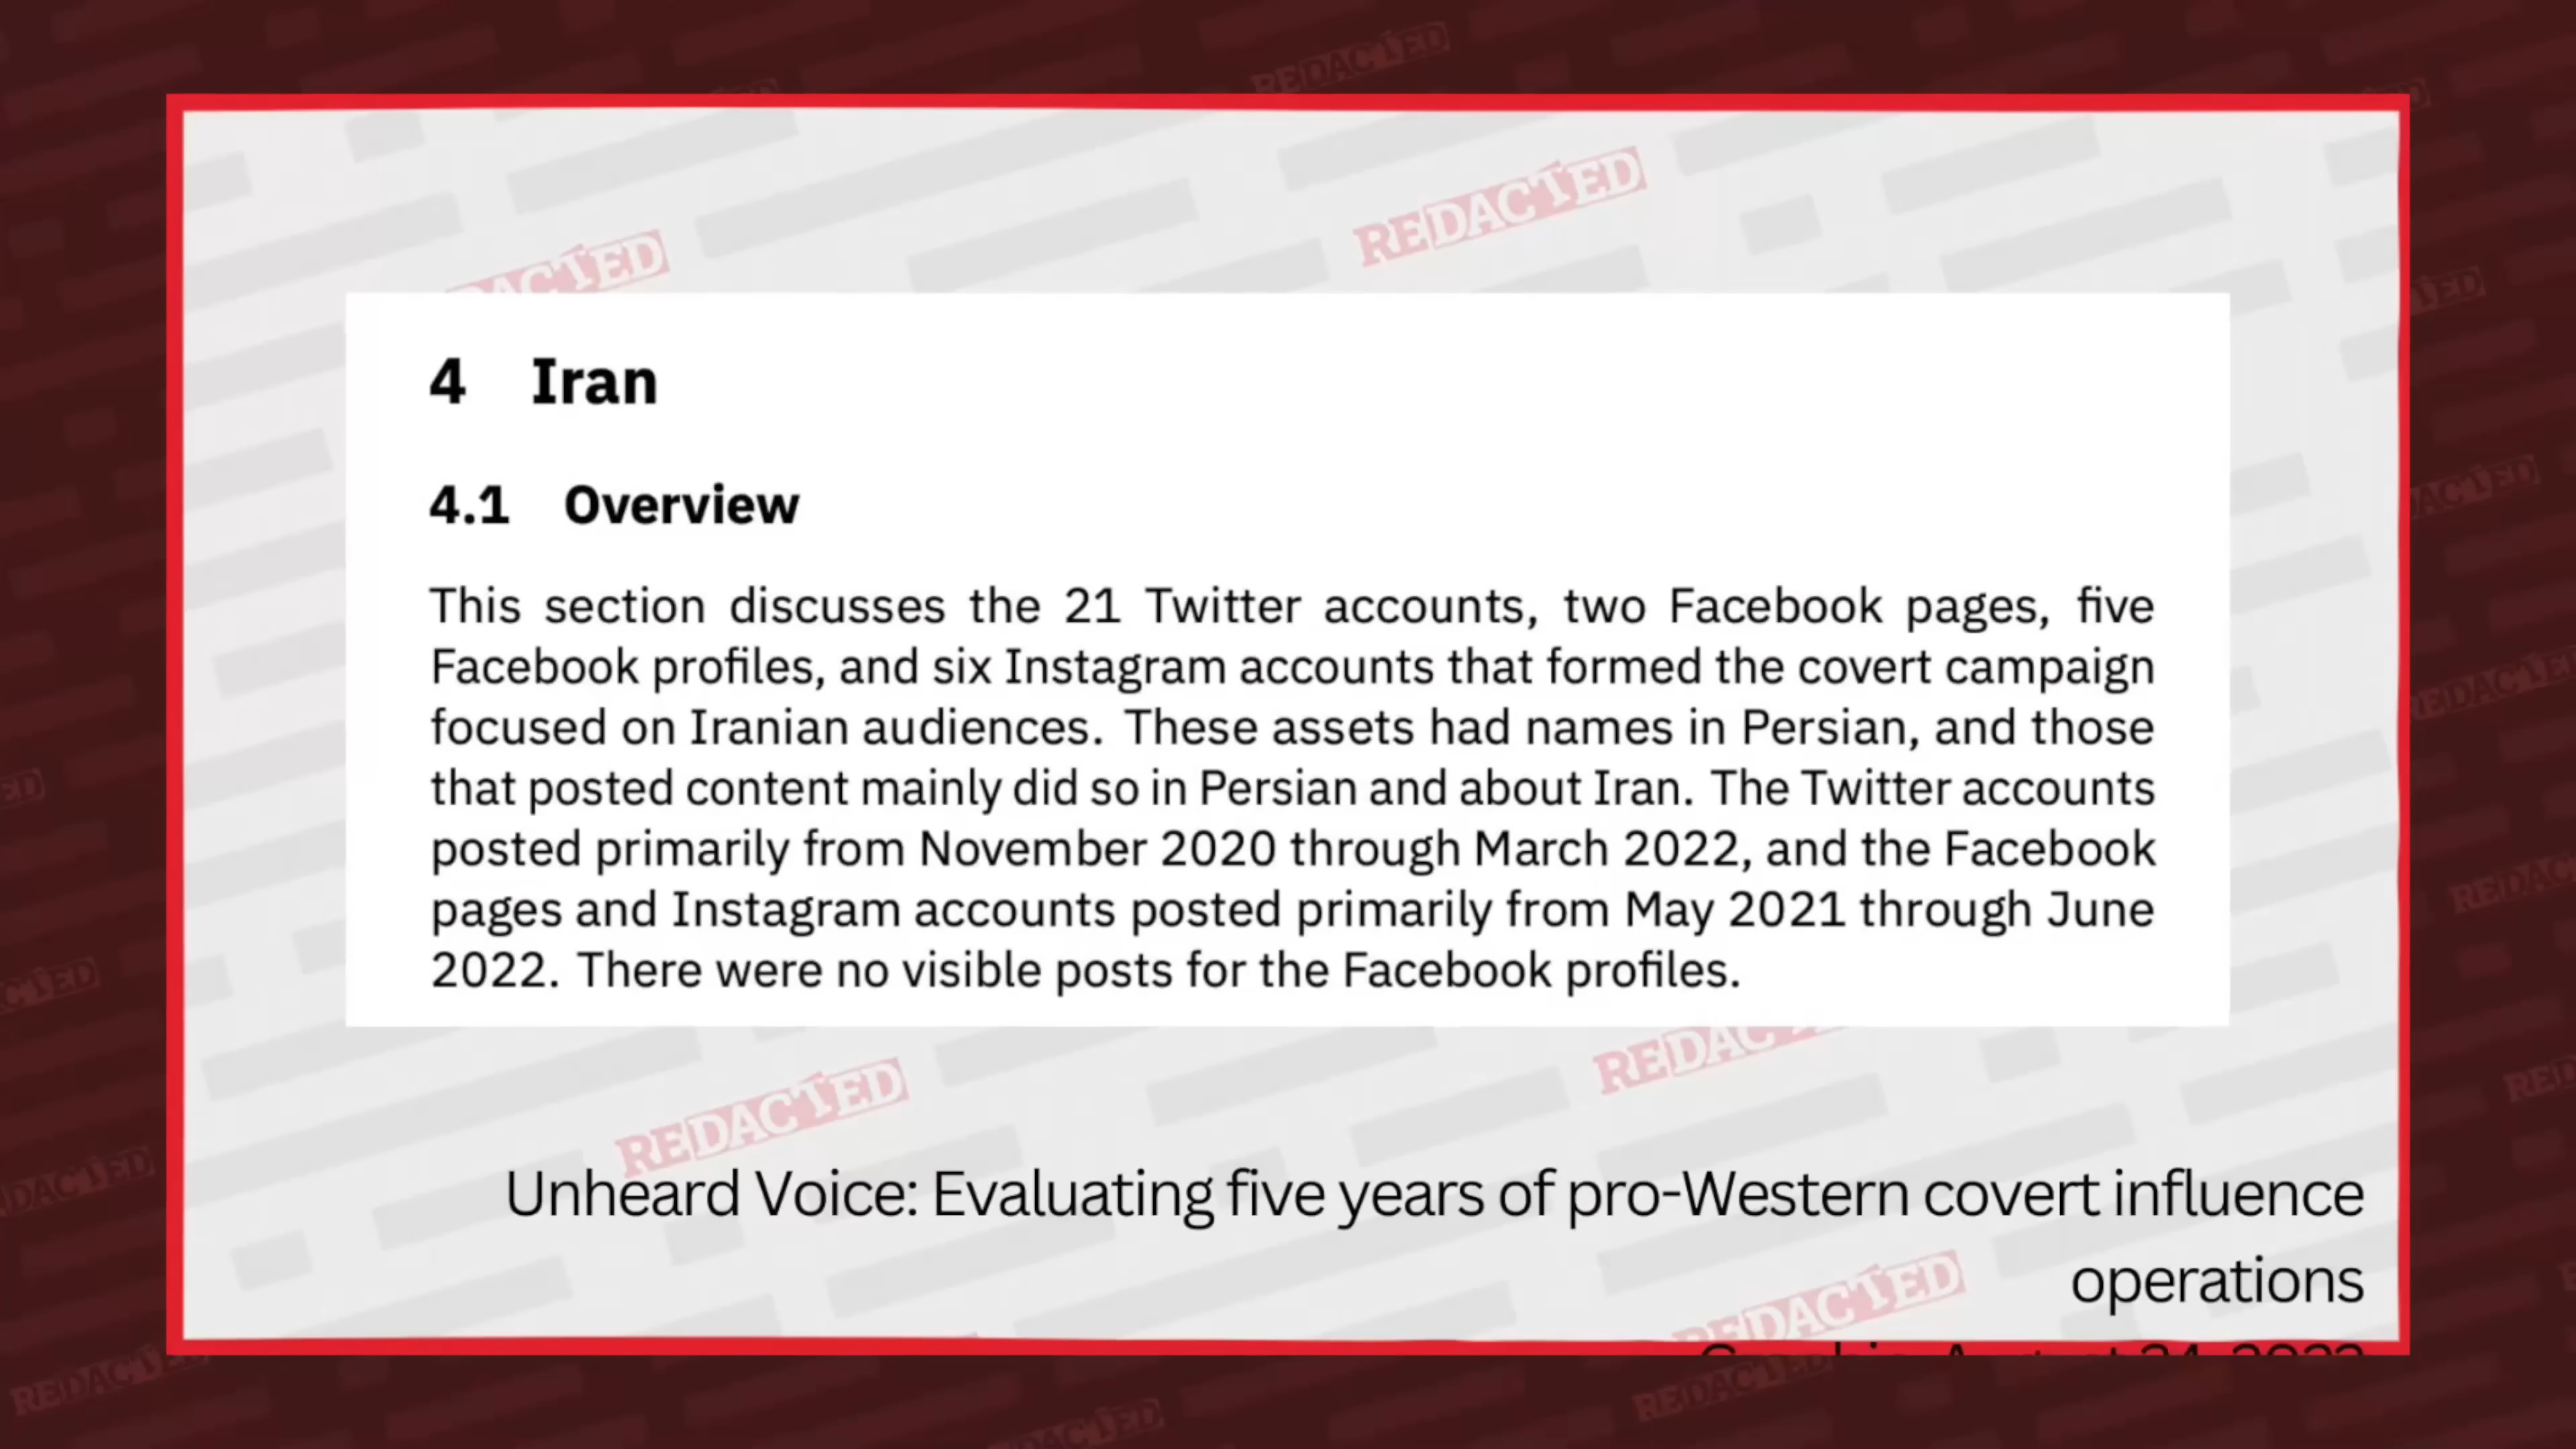 REDACTED
REDACTED
4 Iran
4.1 Overview
This section discusses the 21 Twitter accounts, two Facebook pages, five
Facebook profiles, and six Instagram accounts that formed the covert campaign
focused on Iranian audiences. These assets had names in Persian, and those
that posted content mainly did so in Persian and about Iran. The Twitter accounts
posted primarily from November 2020 through March 2022, and the Facebook
pages and Instagram accounts posted primarily from May 2021 through June
2022. There were no visible posts for the Facebook profiles.
REDACTED
Unheard Voice: Evaluating five years of pro-Western covert influence
operations
REDACTED